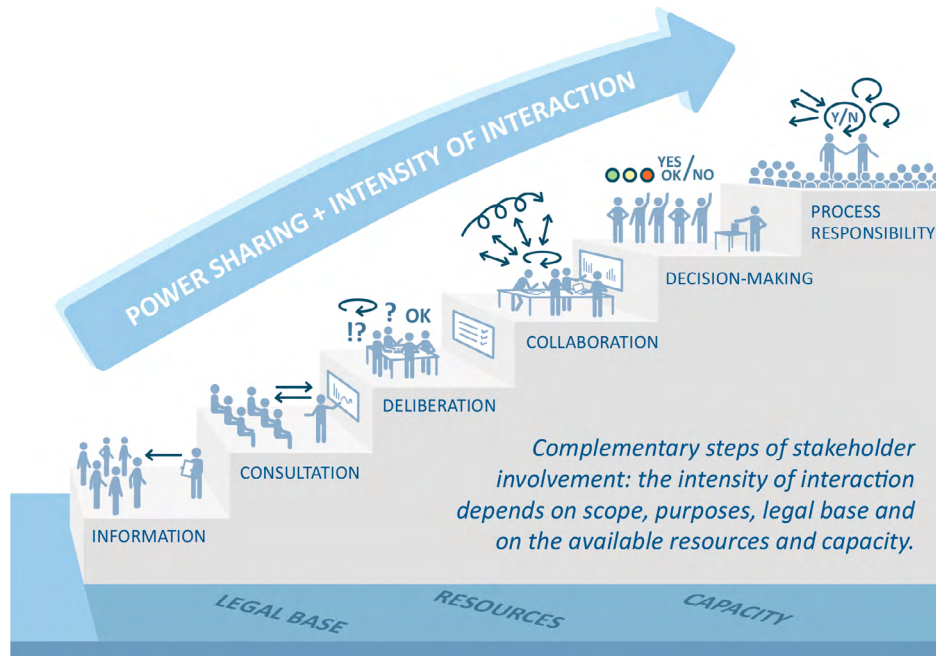 POWER SHARING + INTENSITY OF INTERACTION
Y/N
YES
OK/NO
PROCESS
RESPONSIBILITY
DECISION-MAKING
COLLABORATION
!? ? OK
DELIBERATION
CONSULTATION
INFORMATION
Complementary steps of stakeholder
involvement: the intensity of interaction
depends on scope, purposes, legal base and
on the available resources and capacity.
LEGAL BASE
RESOURCES
CAPACITY